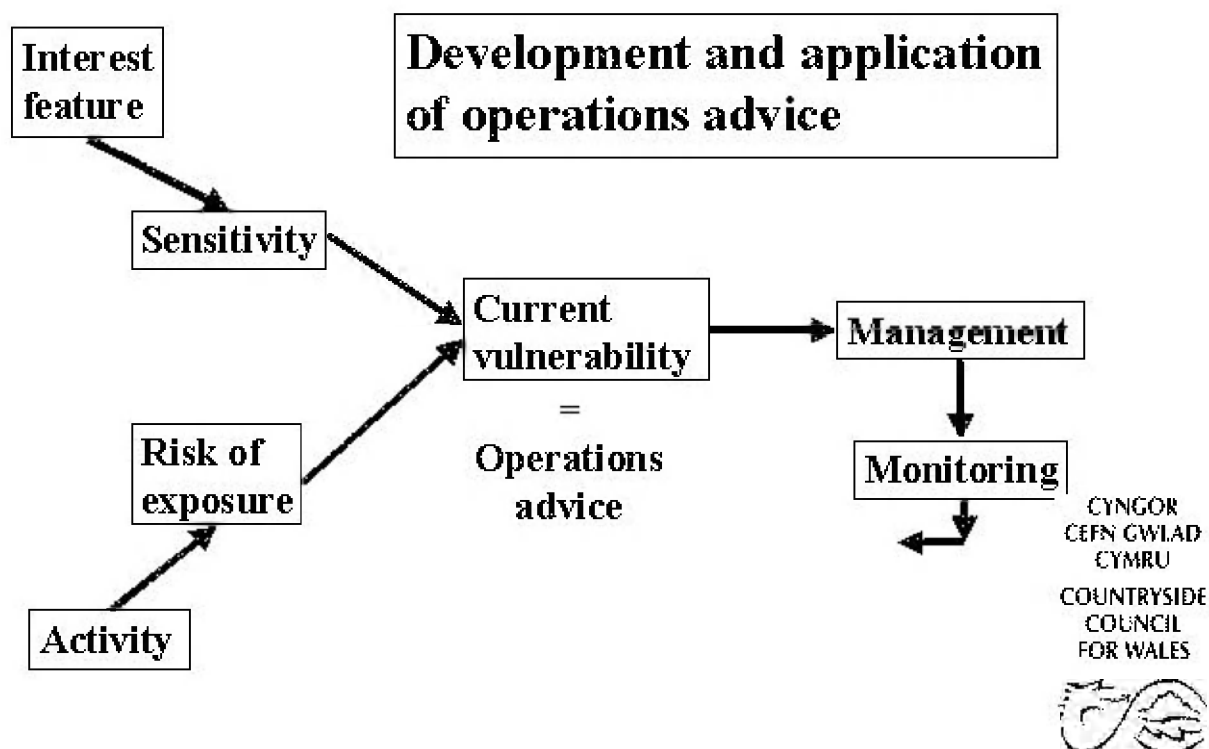 Development and application
of operations advice
Interest
feature
Sensitivity
Current
vulnerability
=
Operations
advice
Risk of
exposure
Activity
Management
Monitoring
CYNGOR
CEFN GWLAD
CYMRU
COUNTRYSIDE
COUNCIL
FOR WALES